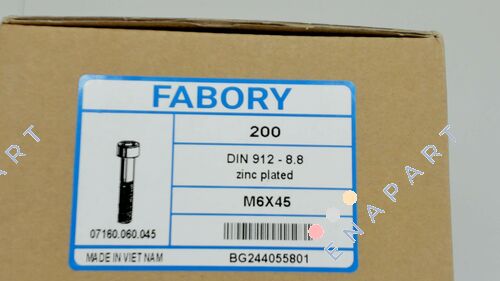 FABORY
200
DIN 912 - 8.8
zinc plated
M6X45
07160.060.045
MADE IN VIET NAM
BG244055801
ENAPART
ENAPART